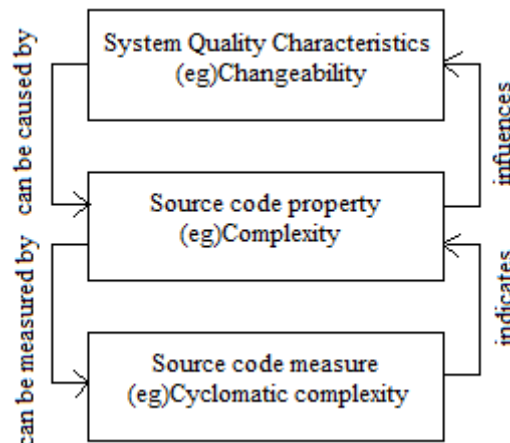 System Quality Characteristics
(eg)Changeability
can be caused by
infuences
Source code property
(eg)Complexity
can be measured by
indicates
Source code measure
(eg)Cyclomatic complexity